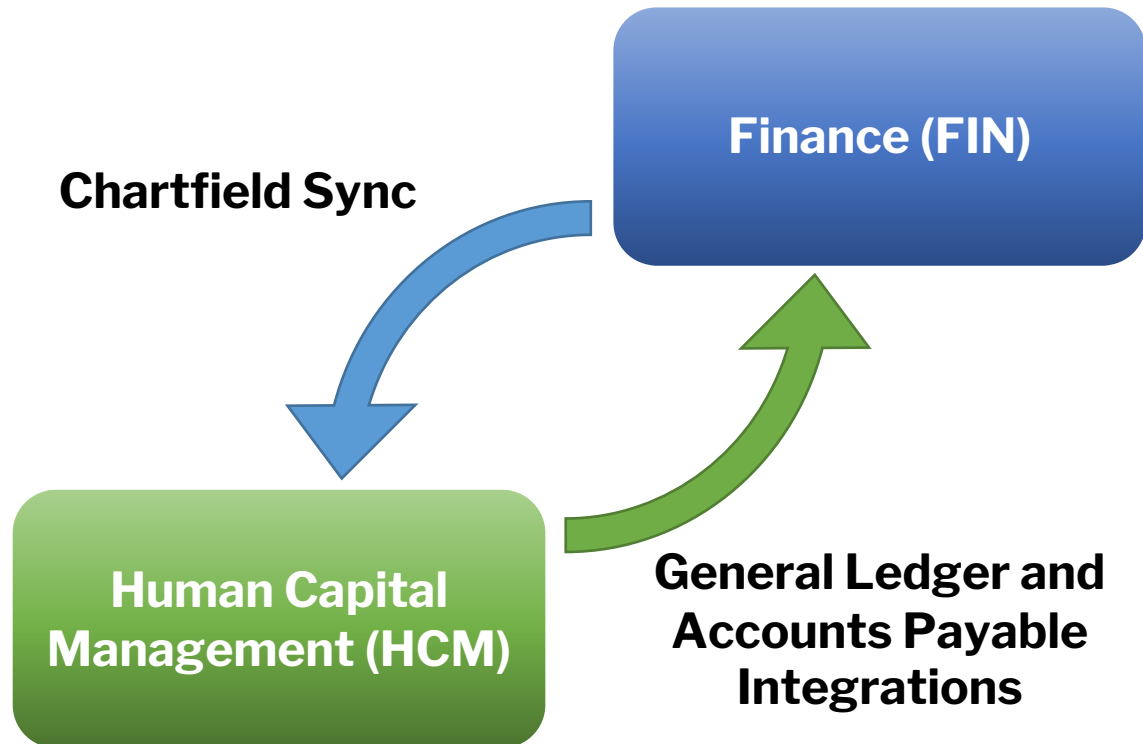 Finance (FIN)
Chartfield Sync
Human Capital
Management (HCM)
General Ledger and
Accounts Payable
Integrations